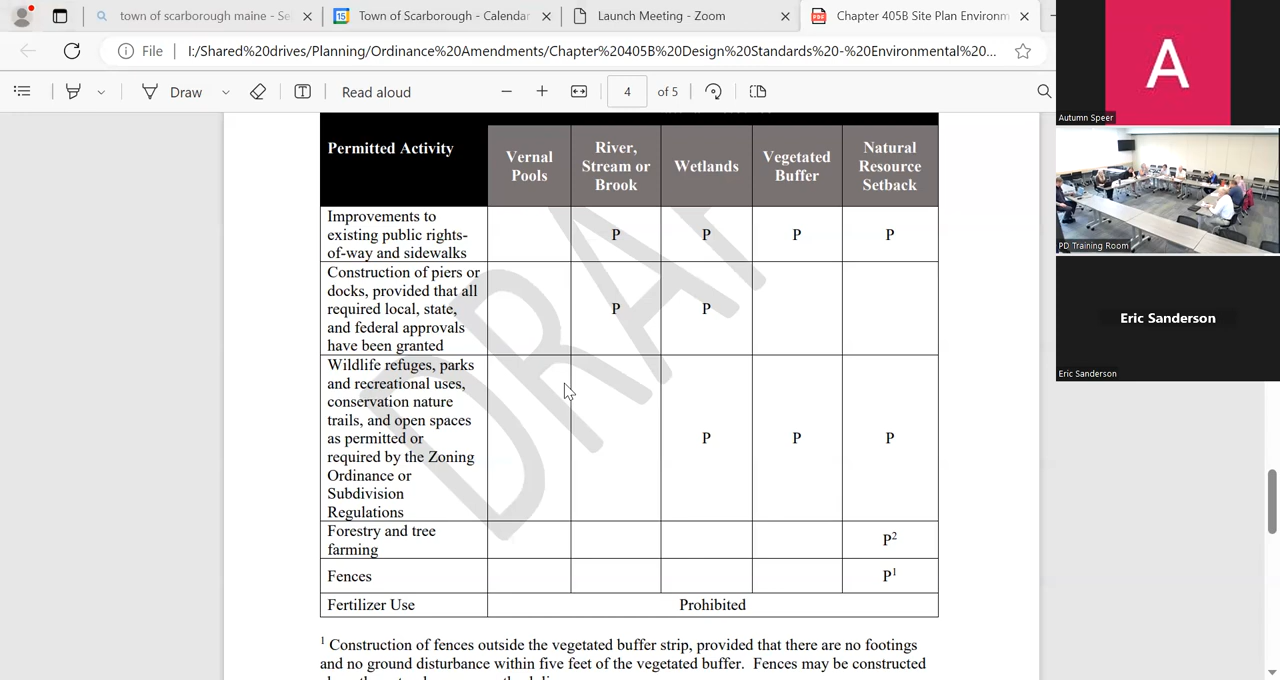 town of scarborough maine - Se
Town of Scarborough - Calendar
Launch Meeting - Zoom
Chapter 405B Site Plan Environm
File
I:/Shared%20drives/Planning/Ordinance%20Amendments/Chapter%20405B%20Design%20Standards%20-%20Environmental%20...
Draw
Read aloud
4
of 5
A
Autumn Speer
PD Training Room
Eric Sanderson
Eric Sanderson
Permitted Activity
Vernal
Pools
River,
Stream or
Brook
Wetlands
Vegetated
Buffer
Natural
Resource
Setback
Improvements to
existing public rights-
of-way and sidewalks
P P P P
Construction of piers or
docks, provided that all
required local, state,
and federal approvals
have been granted
P P
Wildlife refuges, parks
and recreational uses,
conservation nature
trails, and open spaces
as permitted or
required by the Zoning
Ordinance or
Subdivision
Regulations
P P P
Forestry and tree
farming
P²
Fences
P¹
Fertilizer Use
Prohibited
DRAF
¹ Construction of fences outside the vegetated buffer strip, provided that there are no footings
and no ground disturbance within five feet of the vegetated buffer. Fences may be constructed